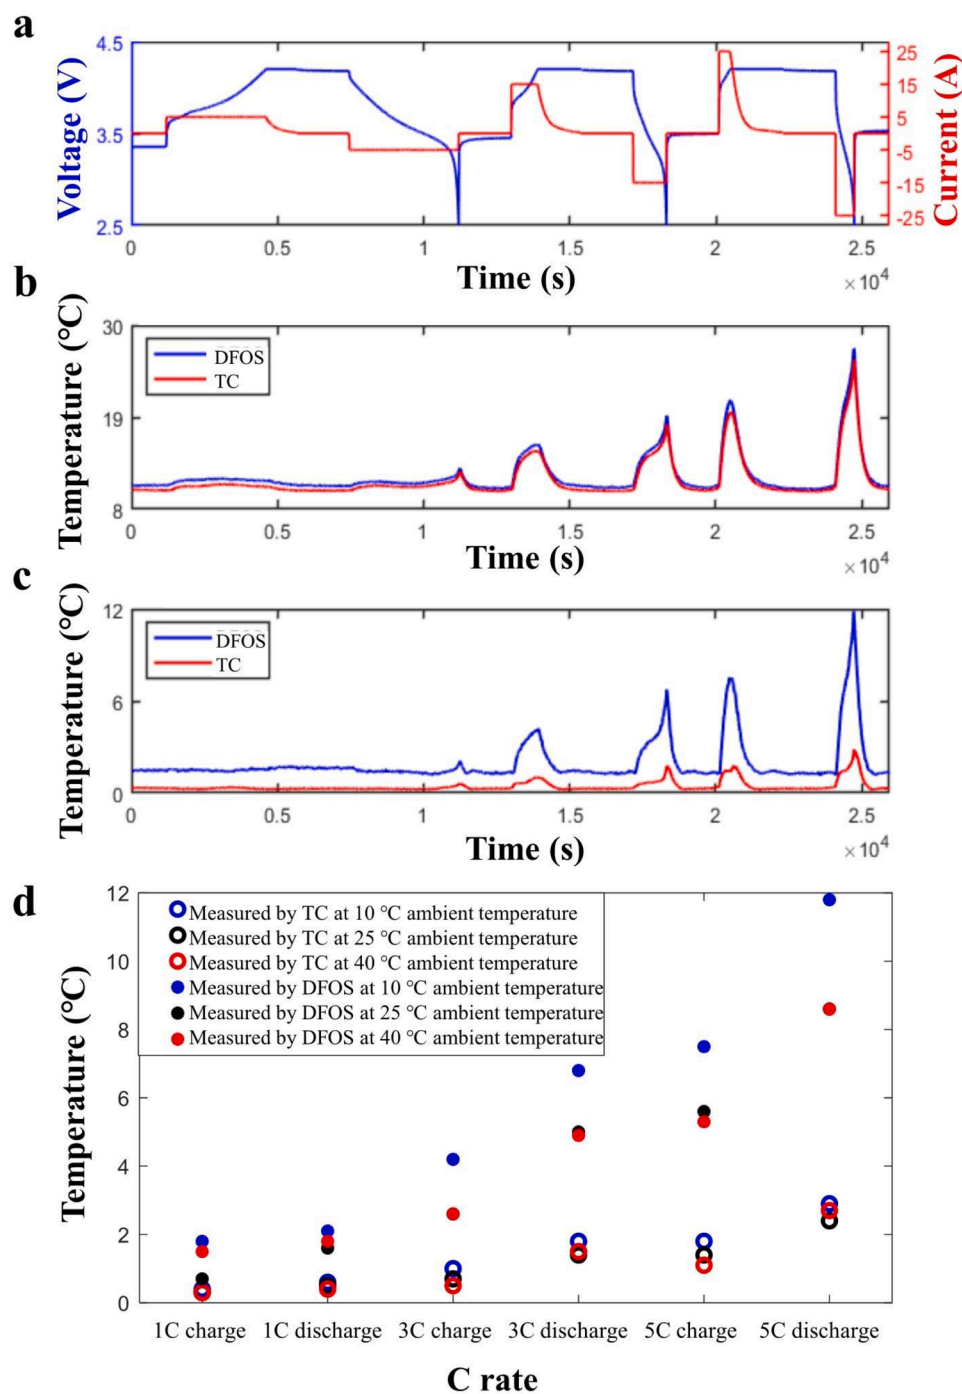 a
4.5
3.5
2.5
Voltage (V)
25
15
5
-5
-15
-25
Current (A)
0 0.5 1 1.5 2 2.5
Time (s)
×10⁴
b
30
19
8
Temperature (°C)
DFOS
TC
0 0.5 1 1.5 2 2.5
Time (s)
×10⁴
c
12
6
0
Temperature (°C)
DFOS
TC
0 0.5 1 1.5 2 2.5
Time (s)
×10⁴
d
12
10
8
6
4
2
0
Temperature (°C)
Measured by TC at 10 °C ambient temperature
Measured by TC at 25 °C ambient temperature
Measured by TC at 40 °C ambient temperature
Measured by DFOS at 10 °C ambient temperature
Measured by DFOS at 25 °C ambient temperature
Measured by DFOS at 40 °C ambient temperature
1C charge 1C discharge 3C charge 3C discharge 5C charge 5C discharge
C rate